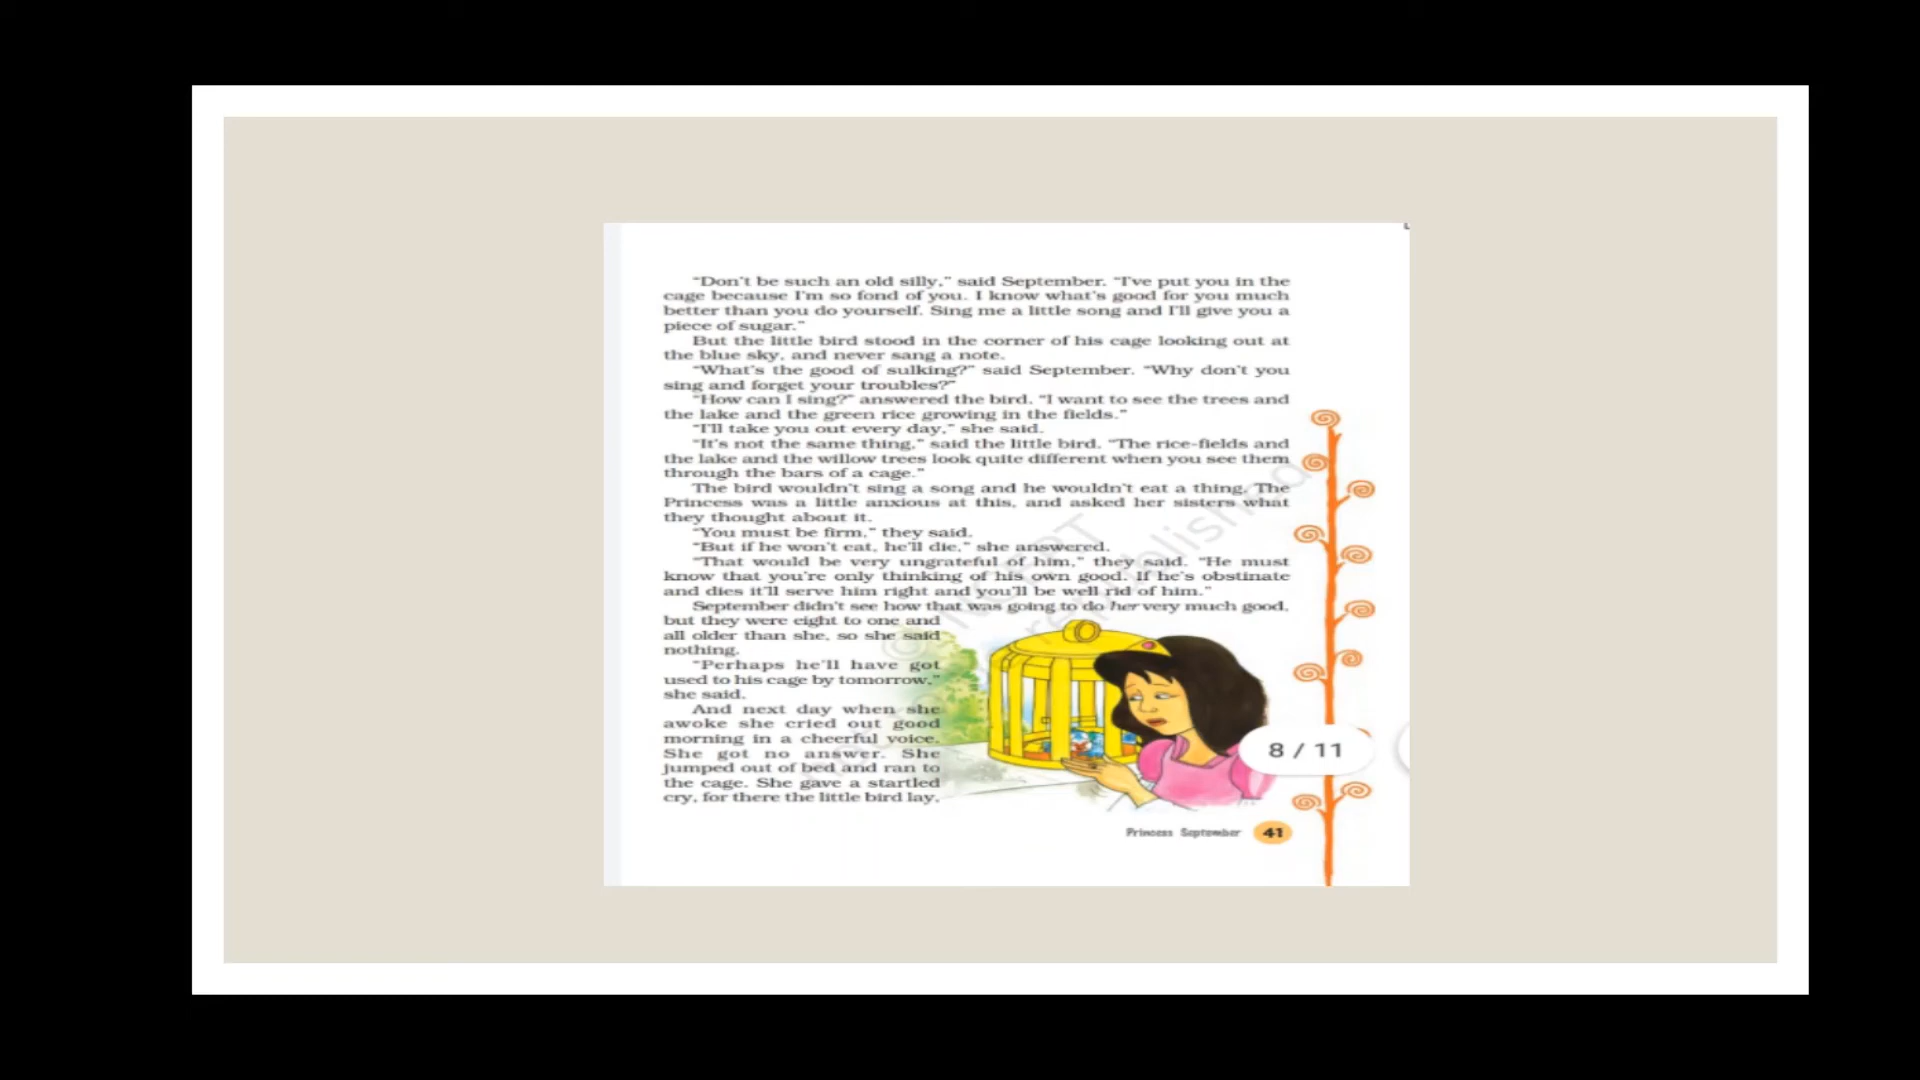 “Don’t be such an old silly,” said September. “I’ve put you in the
cage because I’m so fond of you. I know what’s good for you much
better than you do yourself. Sing me a little song and I’ll give you a
piece of sugar.”
But the little bird stood in the corner of his cage looking out at
the blue sky, and never sang a note.
“What’s the good of sulking?” said September. “Why don’t you
sing and forget your troubles?”
“How can I sing?” answered the bird. “I want to see the trees and
the lake and the green rice growing in the fields.”
“I’ll take you out every day,” she said.
“It’s not the same thing,” said the little bird. “The rice-fields and
the lake and the willow trees look quite different when you see them
through the bars of a cage.”
The bird wouldn’t sing a song and he wouldn’t eat a thing. The
Princess was a little anxious at this, and asked her sisters what
they thought about it.
“You must be firm,” they said.
“But if he won’t eat, he’ll die,” she answered.
“That would be very ungrateful of him,” they said. “He must
know that you’re only thinking of his own good. If he’s obstinate
and dies it’ll serve him right and you’ll be well rid of him.”
September didn’t see how that was going to do her very much good,
but they were eight to one and
all older than she, so she said
nothing.
“Perhaps he’ll have got
used to his cage by tomorrow,”
she said.
And next day when she
awoke she cried out good
morning in a cheerful voice.
She got no answer. She
jumped out of bed and ran to
the cage. She gave a startled
cry, for there the little bird lay,
8 / 11
Princess September 41
© NCERT